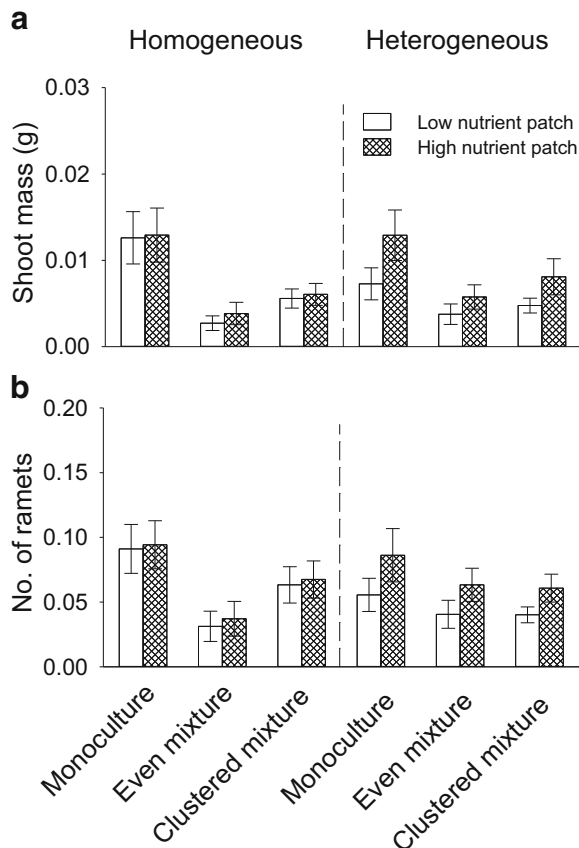 a
Homogeneous Heterogeneous
Shoot mass (g)
0.03
0.02
0.01
0.00
Low nutrient patch
High nutrient patch
b
No. of ramets
0.20
0.15
0.10
0.05
0.00
Monoculture
Even mixture
Clustered mixture
Monoculture
Even mixture
Clustered mixture